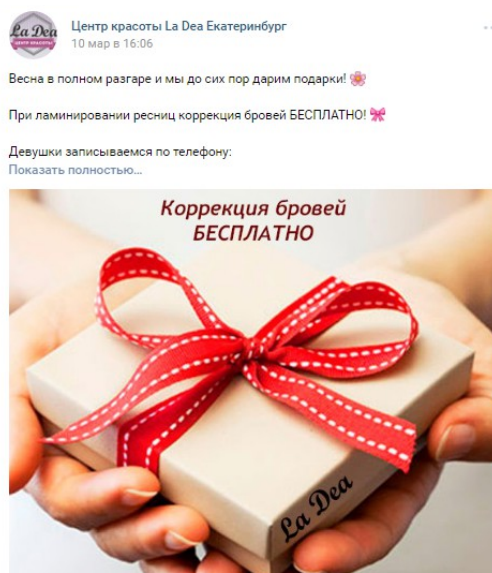 La Dea
ЦЕНТР КРАСОТЫ
Центр красоты La Dea Екатеринбург
10 мар в 16:06
Весна в полном разгаре и мы до сих пор дарим подарки! 🌸
При ламинировании ресниц коррекция бровей БЕСПЛАТНО! 🎀
Девушки записываемся по телефону:
Показать полностью...
Коррекция бровей
БЕСПЛАТНО
La Dea